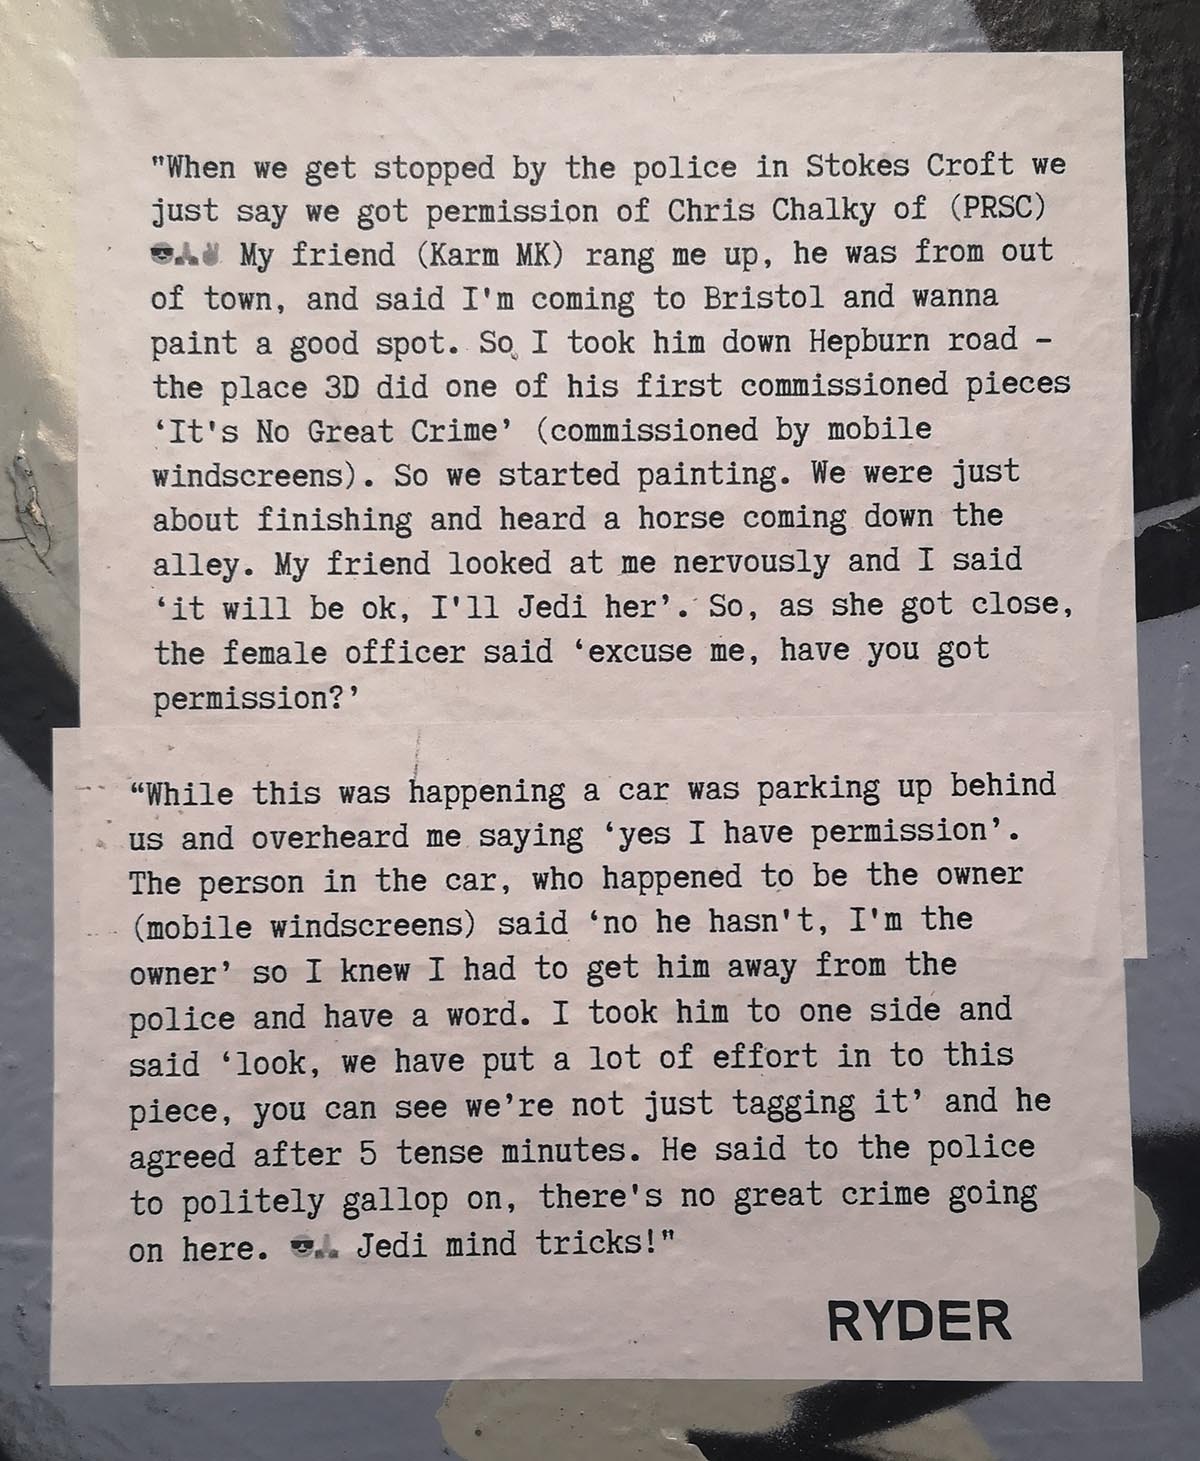 "When we get stopped by the police in Stokes Croft we
just say we got permission of Chris Chalky of (PRSC)
😎🙏✌ My friend (Karm MK) rang me up, he was from out
of town, and said I'm coming to Bristol and wanna
paint a good spot. So I took him down Hepburn road –
the place 3D did one of his first commissioned pieces
‘It's No Great Crime’ (commissioned by mobile
windscreens). So we started painting. We were just
about finishing and heard a horse coming down the
alley. My friend looked at me nervously and I said
‘it will be ok, I'll Jedi her’. So, as she got close,
the female officer said ‘excuse me, have you got
permission?’
“While this was happening a car was parking up behind
us and overheard me saying ‘yes I have permission’.
The person in the car, who happened to be the owner
(mobile windscreens) said ‘no he hasn't, I'm the
owner’ so I knew I had to get him away from the
police and have a word. I took him to one side and
said ‘look, we have put a lot of effort in to this
piece, you can see we’re not just tagging it’ and he
agreed after 5 tense minutes. He said to the police
to politely gallop on, there's no great crime going
on here. 😎🙏 Jedi mind tricks!"
RYDER